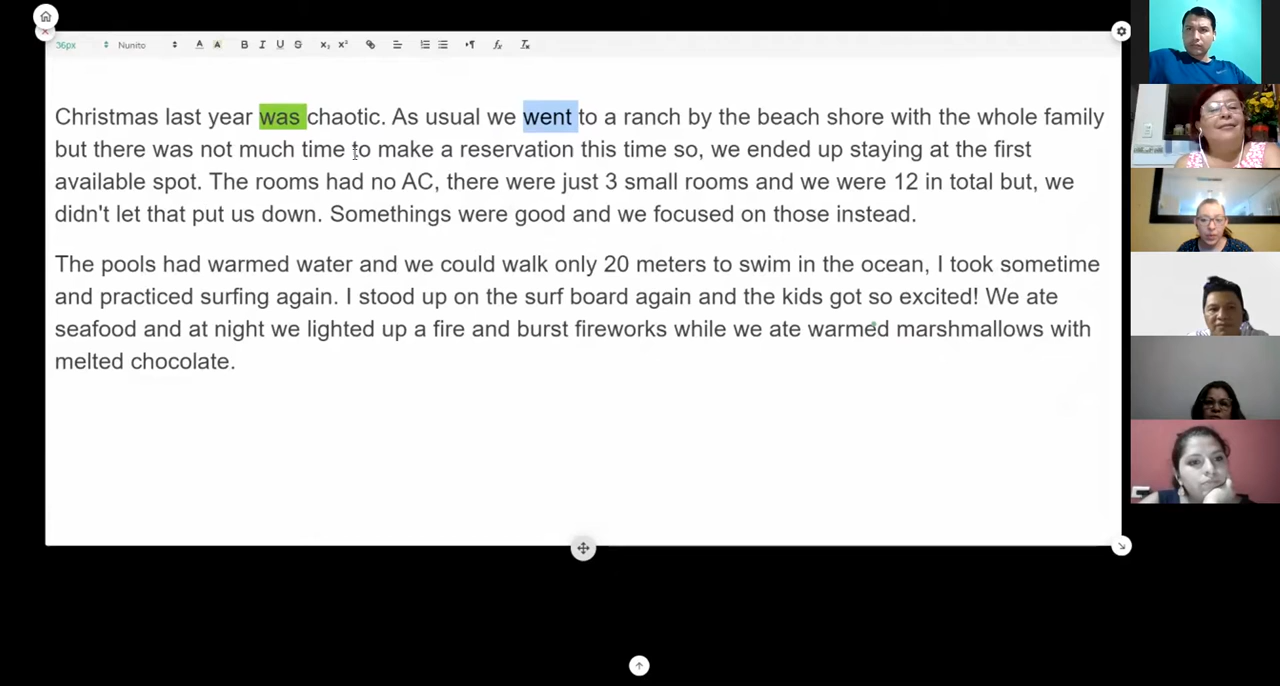 36px Nunito A A B I U S X₂ X² fx Tx
Christmas last year was chaotic. As usual we went to a ranch by the beach shore with the whole family
but there was not much time to make a reservation this time so, we ended up staying at the first
available spot. The rooms had no AC, there were just 3 small rooms and we were 12 in total but, we
didn't let that put us down. Somethings were good and we focused on those instead.
The pools had warmed water and we could walk only 20 meters to swim in the ocean, I took sometime
and practiced surfing again. I stood up on the surf board again and the kids got so excited! We ate
seafood and at night we lighted up a fire and burst fireworks while we ate warmed marshmallows with
melted chocolate.